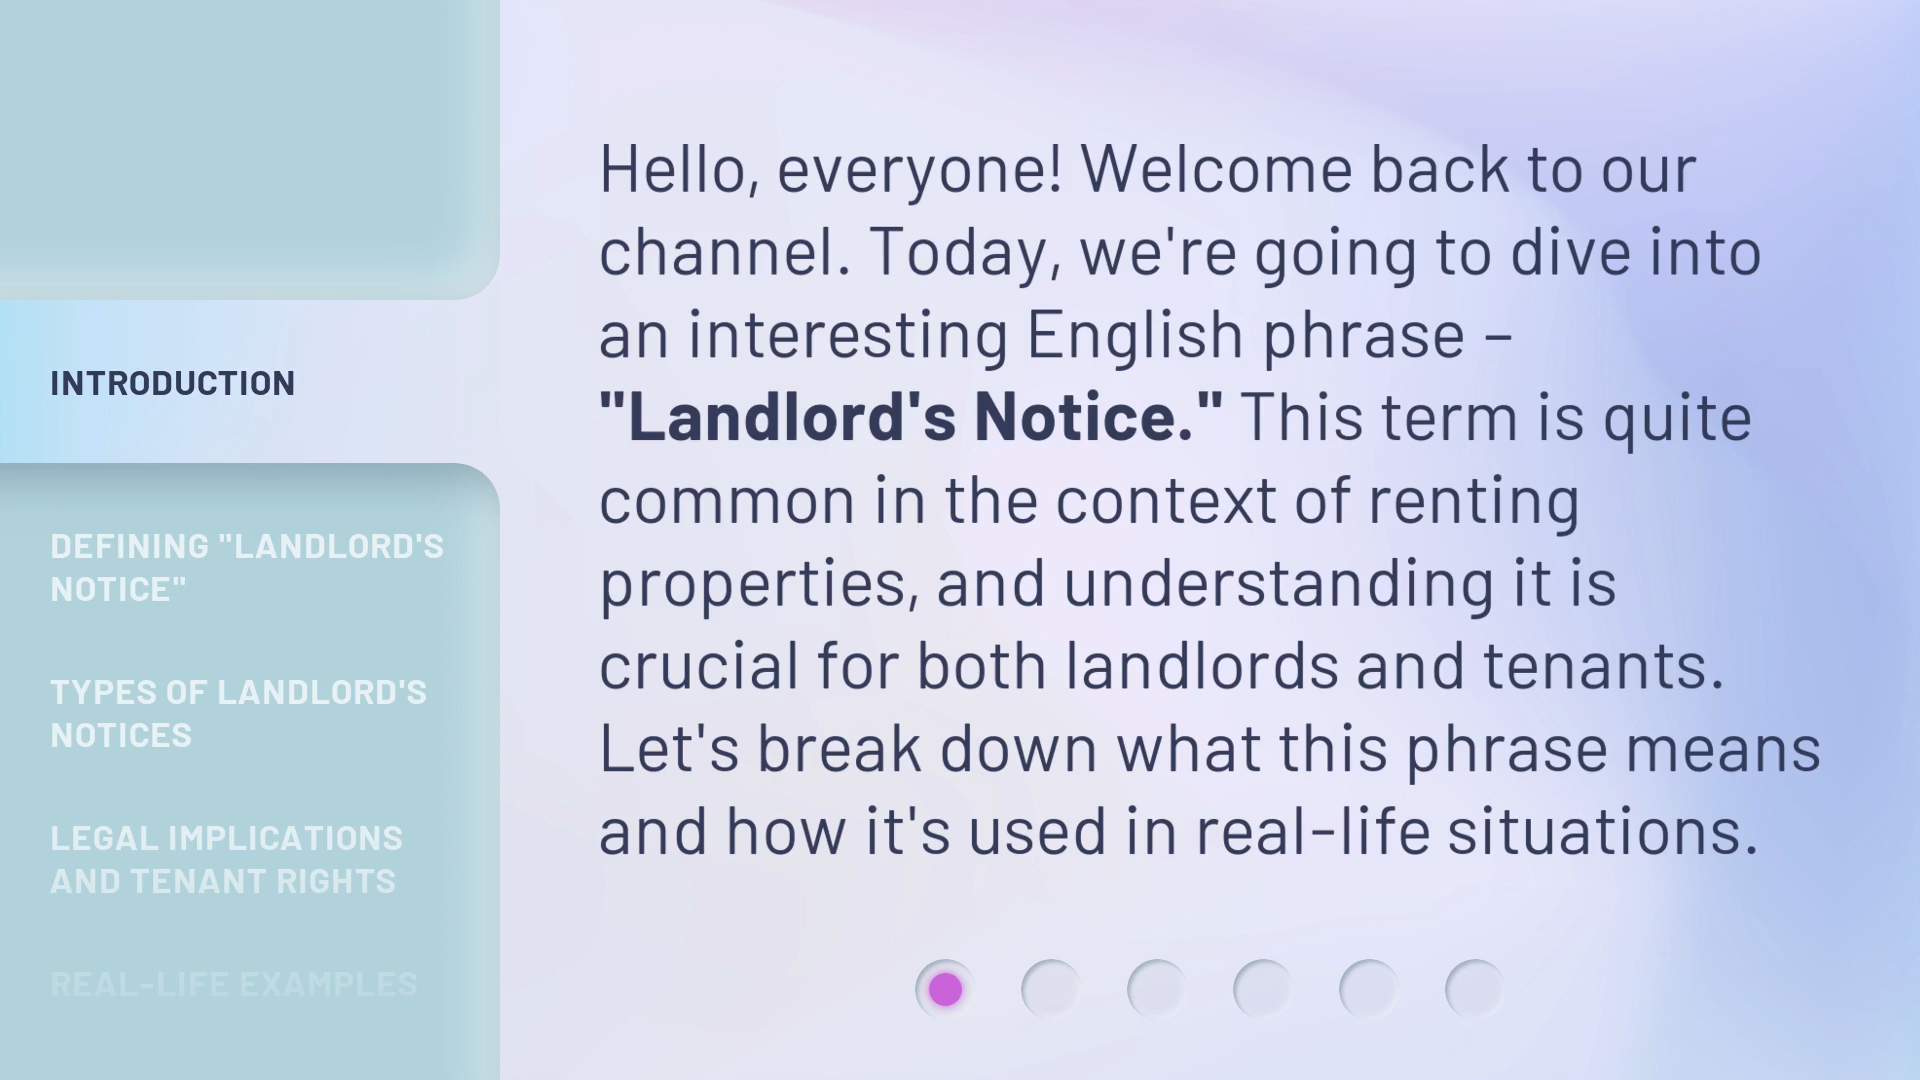 INTRODUCTION
DEFINING "LANDLORD'S
NOTICE"
TYPES OF LANDLORD'S
NOTICES
LEGAL IMPLICATIONS
AND TENANT RIGHTS
REAL-LIFE EXAMPLES
Hello, everyone! Welcome back to our
channel. Today, we're going to dive into
an interesting English phrase –
"Landlord's Notice." This term is quite
common in the context of renting
properties, and understanding it is
crucial for both landlords and tenants.
Let's break down what this phrase means
and how it's used in real-life situations.